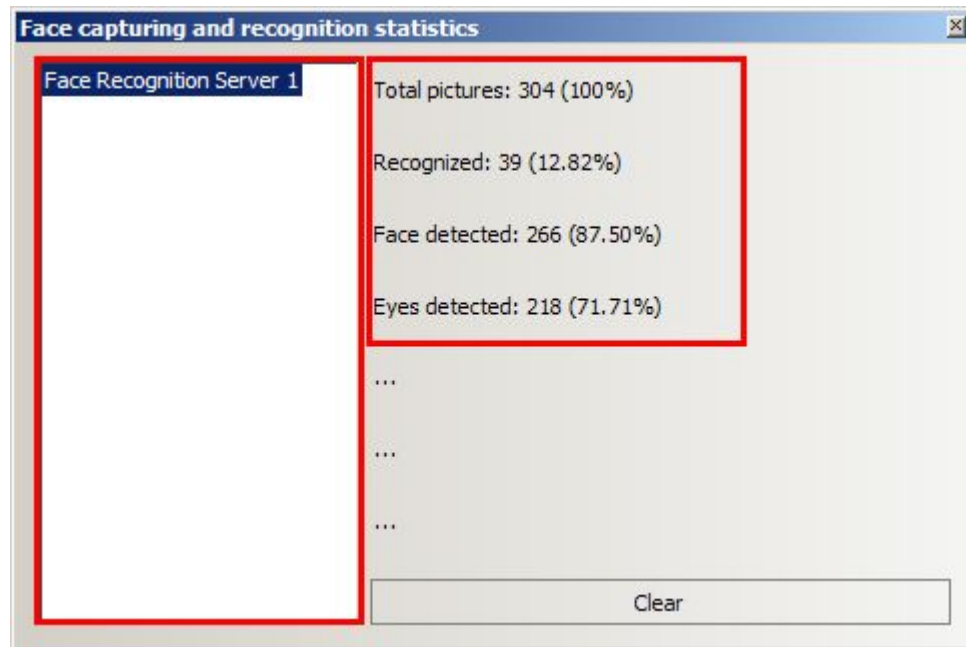 Face capturing and recognition statistics
Face Recognition Server 1
Total pictures: 304 (100%)
Recognized: 39 (12.82%)
Face detected: 266 (87.50%)
Eyes detected: 218 (71.71%)
...
...
...
Clear